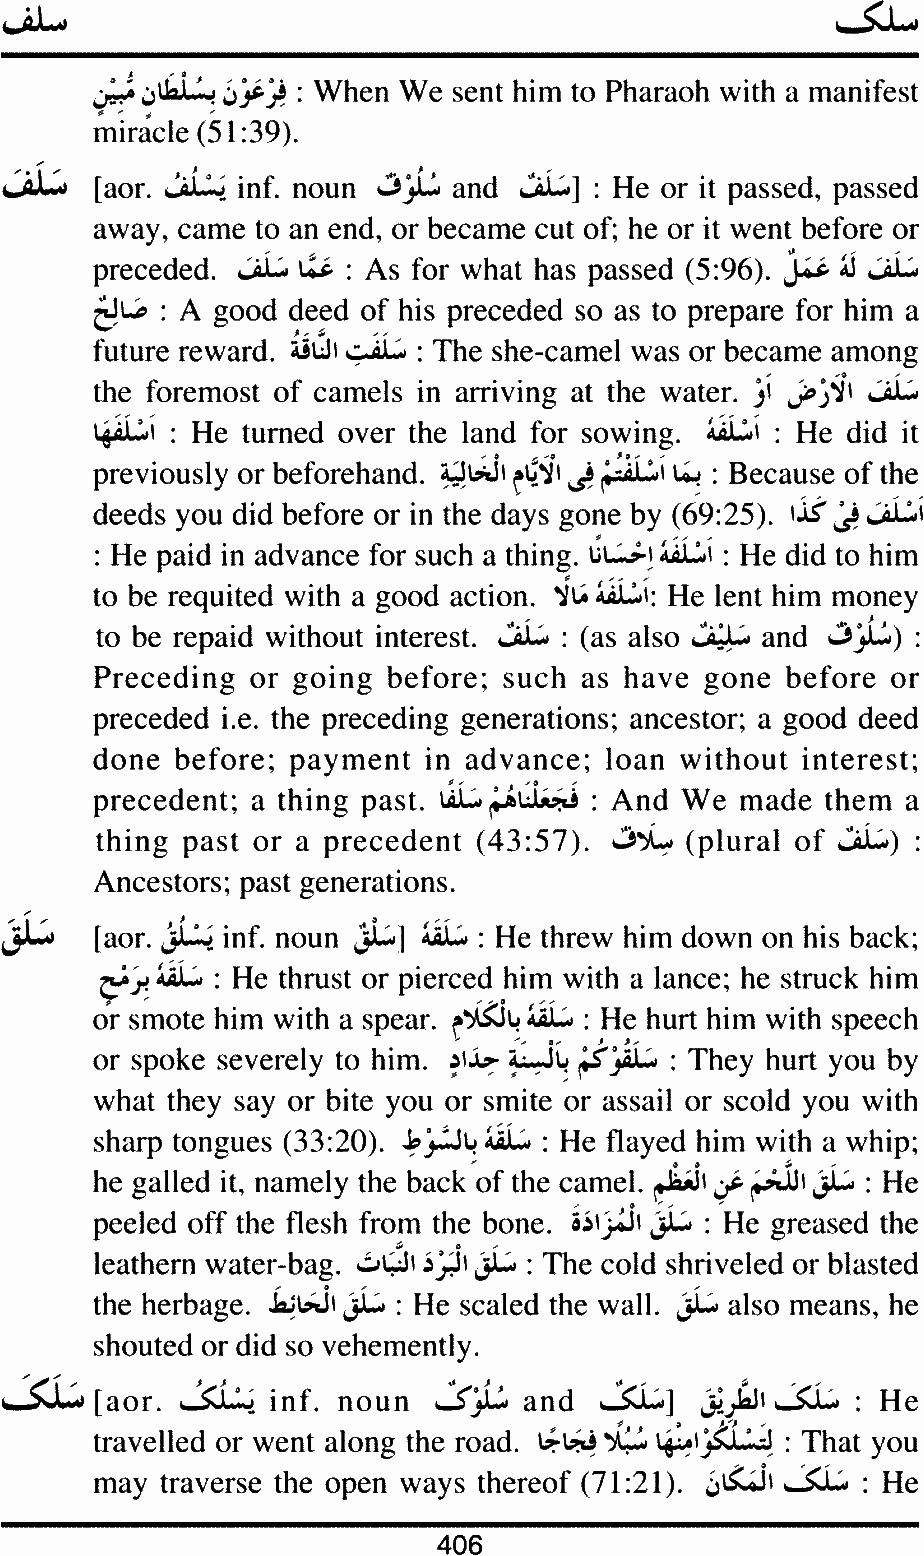 سلف سلک
فِرْعَوْنَ بِسُلْطَانٍ مُّبِيْنٍ : When We sent him to Pharaoh with a manifest
miracle (51:39).
سَلَفَ [aor. يَسْلُفُ inf. noun سُلُوْفٌ and سَلَفٌ] : He or it passed, passed
away, came to an end, or became cut of; he or it went before or
preceded. عَمَّا سَلَفَ : As for what has passed (5:96). سَلَفَ لَهُ عَمَلٌ
صَالِحٌ : A good deed of his preceded so as to prepare for him a
future reward. سَلَفَتِ النَّاقَةُ : The she-camel was or became among
the foremost of camels in arriving at the water. سَلَفَ الْاَرْضَ اَوْ
اَسْلَفَهَا : He turned over the land for sowing. اَسْلَفَهُ : He did it
previously or beforehand. بِمَا اَسْلَفْتُمْ فِى الْاَيَّامِ الْخَالِيَةِ : Because of the
deeds you did before or in the days gone by (69:25). اَسْلَفَ فِىْ كَذَا
: He paid in advance for such a thing. اَسْلَفَهُ اِحْسَانًا : He did to him
to be requited with a good action. اَسْلَفَهُ مَالًا: He lent him money
to be repaid without interest. سَلَفٌ : (as also سَلِيْفٌ and سُلُوْفٌ) :
Preceding or going before; such as have gone before or
preceded i.e. the preceding generations; ancestor; a good deed
done before; payment in advance; loan without interest;
precedent; a thing past. فَجَعَلْنَاهُمْ سَلَفًا : And We made them a
thing past or a precedent (43:57). سِلَافٌ (plural of سَلَفٌ) :
Ancestors; past generations.
سَلَقَ [aor. يَسْلُقُ inf. noun سَلْقٌ] سَلَقَهُ : He threw him down on his back;
سَلَقَهُ بِرَمْحٍ : He thrust or pierced him with a lance; he struck him
or smote him with a spear. سَلَقَهُ بِالْكَلَامِ : He hurt him with speech
or spoke severely to him. سَلَقُوْكُمْ بِاَلْسِنَةٍ حِدَادٍ : They hurt you by
what they say or bite you or smite or assail or scold you with
sharp tongues (33:20). سَلَقَهُ بِالسَّوْطِ : He flayed him with a whip;
he galled it, namely the back of the camel. سَلَقَ اللَّحْمَ عَنِ الْعَظْمِ : He
peeled off the flesh from the bone. سَلَقَ الْمَزَادَةَ : He greased the
leathern water-bag. سَلَقَ الْبَرْدَ النَّبَاتَ : The cold shriveled or blasted
the herbage. سَلَقَ الْحَائِطَ : He scaled the wall. سَلَقَ also means, he
shouted or did so vehemently.
سَلَکَ [aor. يَسْلُکُ inf. noun سُلُوْکٌ and سَلْکٌ] سَلَکَ الطَّرِيْقَ : He
travelled or went along the road. لِتَسْلُكُوْا مِنْهَا سُبُلًا فِجَاجًا : That you
may traverse the open ways thereof (71:21). سَلَکَ الْمَكَانَ : He
406